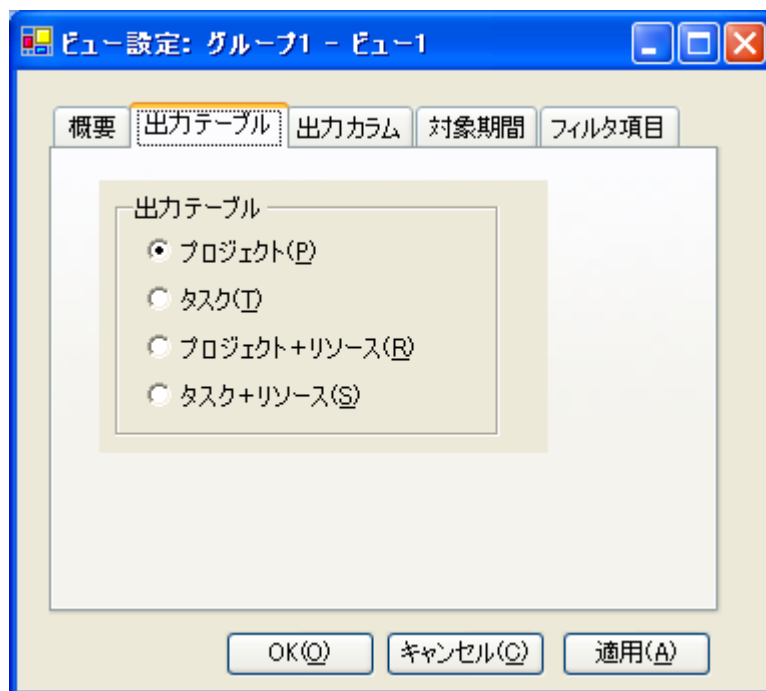 ビュー設定: グループ1 - ビュー1
概要 出力テーブル 出力カラム 対象期間 フィルタ項目
出力テーブル
プロジェクト(P)
タスク(T)
プロジェクト+リソース(R)
タスク+リソース(S)
OK(O) キャンセル(C) 適用(A)